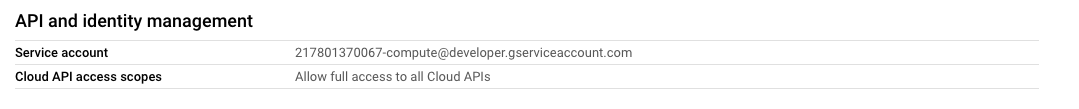 API and identity management
Service account 217801370067-compute@developer.gserviceaccount.com
Cloud API access scopes Allow full access to all Cloud APIs